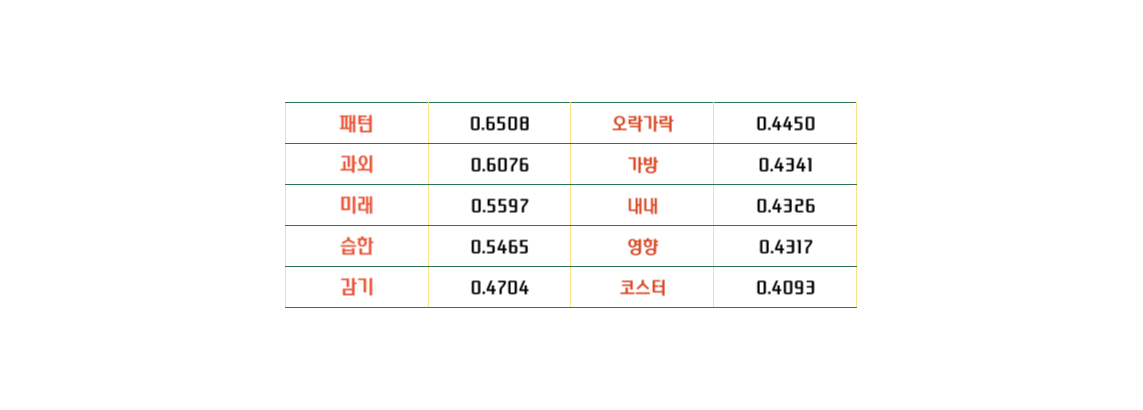 패턴 0.6508 오락가락 0.4450
과외 0.6076 가방 0.4341
미래 0.5597 내내 0.4326
습한 0.5465 영향 0.4317
감기 0.4704 코스터 0.4093